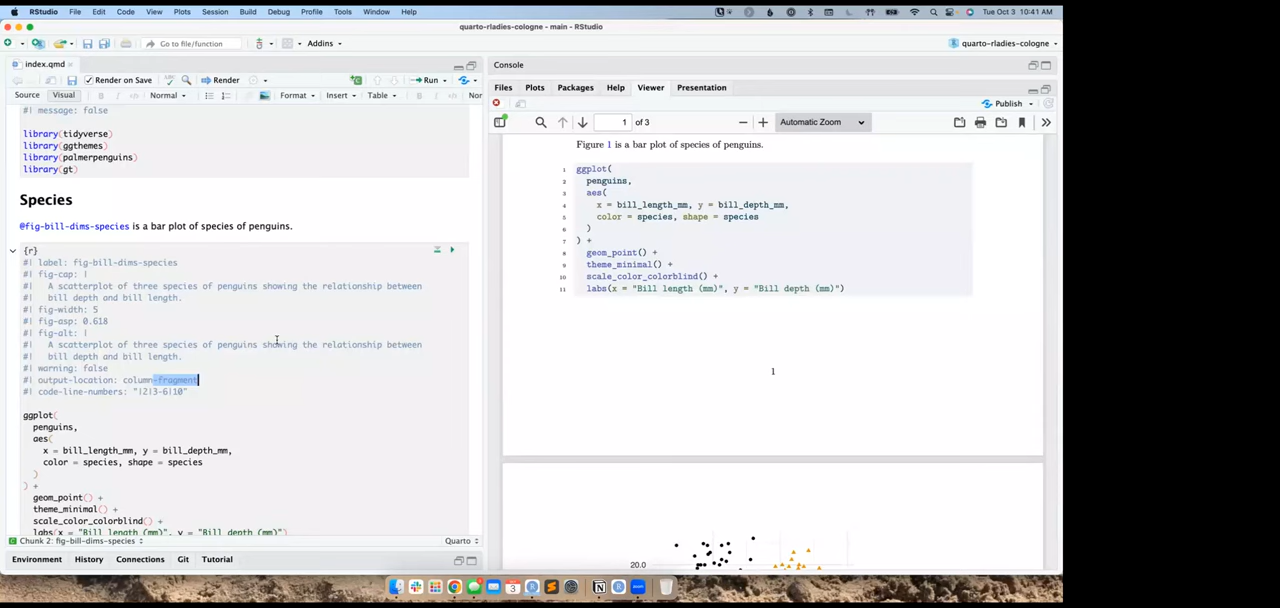 RStudio File Edit Code View Plots Session Build Debug Profile Tools Window Help Tue Oct 3 10:41 AM
quarto-rladies-cologne - main - RStudio
Go to file/function Addins quarto-rladies-cologne
index.qmd
Render on Save Render Run
Source Visual B I Normal Format Insert Table B I Nor
#| message: false
library(tidyverse)
library(ggthemes)
library(palmerpenguins)
library(gt)
Species
@fig-bill-dims-species is a bar plot of species of penguins.
{r}
#| label: fig-bill-dims-species
#| fig-cap: |
#|   A scatterplot of three species of penguins showing the relationship between
#|   bill depth and bill length.
#| fig-width: 5
#| fig-asp: 0.618
#| fig-alt: |
#|   A scatterplot of three species of penguins showing the relationship between
#|   bill depth and bill length.
#| warning: false
#| output-location: column-fragment
#| code-line-numbers: "|2|3-6|10"
ggplot(
penguins,
aes(
x = bill_length_mm, y = bill_depth_mm,
color = species, shape = species
)
) +
geom_point() +
theme_minimal() +
scale_color_colorblind() +
labs(x = "Bill length (mm)", y = "Bill depth (mm)")
Chunk 2: fig-bill-dims-species Quarto
Environment History Connections Git Tutorial
Console
Files Plots Packages Help Viewer Presentation
Publish
1 of 3 Automatic Zoom
Figure 1 is a bar plot of species of penguins.
1 ggplot(
2 penguins,
3 aes(
4 x = bill_length_mm, y = bill_depth_mm,
5 color = species, shape = species
6 )
7 ) +
8 geom_point() +
9 theme_minimal() +
10 scale_color_colorblind() +
11 labs(x = "Bill length (mm)", y = "Bill depth (mm)")
1
20.0